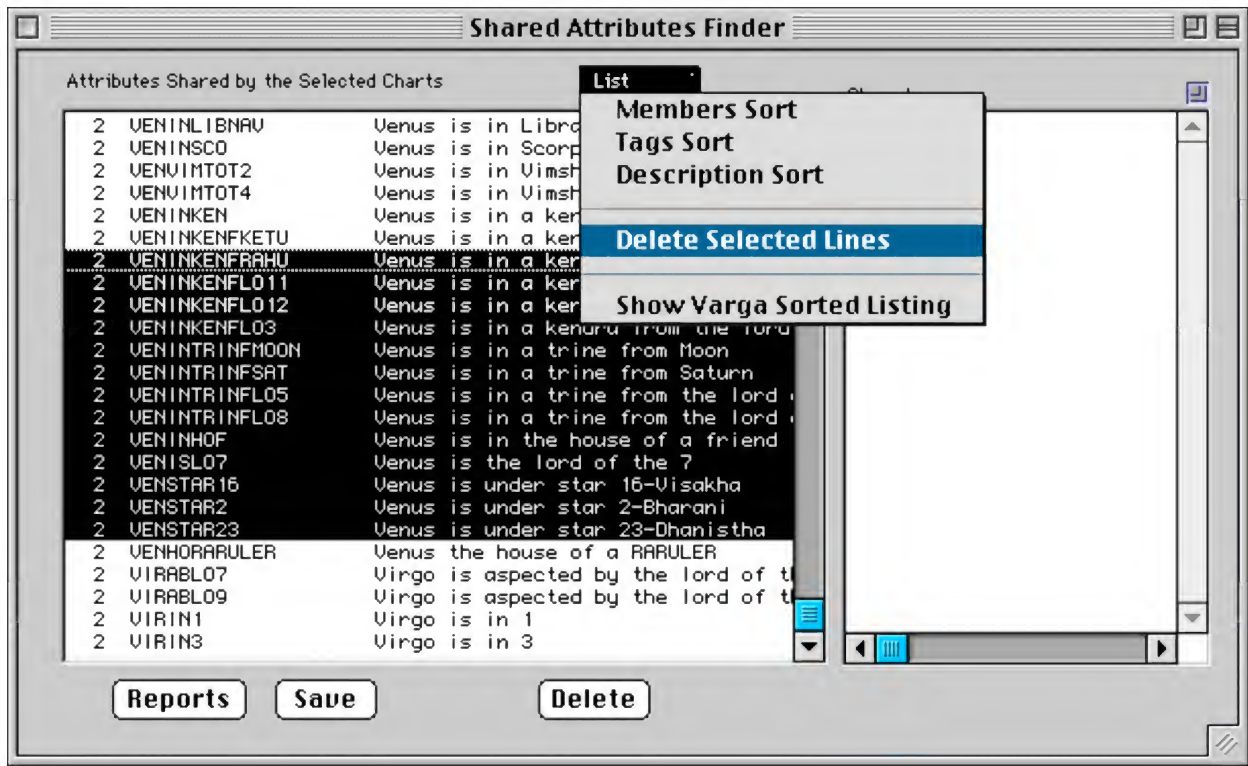 Shared Attributes Finder
Attributes Shared by the Selected Charts
List
Members Sort
Tags Sort
Description Sort
Delete Selected Lines
Show Varga Sorted Listing
2 VENINLIBNAV Venus is in Libra
2 VENINSCO Venus is in Scorp
2 VENVIMTOT2 Venus is in Vimsh
2 VENVIMTOT4 Venus is in Vimsh
2 VENINKEN Venus is in a ken
2 VENINKENFKETU Venus is in a ken
2 VENINKENFRAHU Venus is in a ken
2 VENINKENFLO11 Venus is in a ken
2 VENINKENFLO12 Venus is in a ken
2 VENINKENFLO3 Venus is in a kendra from the lord
2 VENINTRINFMOON Venus is in a trine from Moon
2 VENINTRINFSAT Venus is in a trine from Saturn
2 VENINTRINFLO5 Venus is in a trine from the lord
2 VENINTRINFLO8 Venus is in a trine from the lord
2 VENINHOF Venus is in the house of a friend
2 VENISLO7 Venus is the lord of the 7
2 VENSTAR16 Venus is under star 16-Visakha
2 VENSTAR2 Venus is under star 2-Bharani
2 VENSTAR23 Venus is under star 23-Dhanistha
2 VENHORARULER Venus the house of a RARULER
2 VIRABLO7 Virgo is aspected by the lord of th
2 VIRABLO9 Virgo is aspected by the lord of th
2 VIRIN1 Virgo is in 1
2 VIRIN3 Virgo is in 3
Reports Save Delete